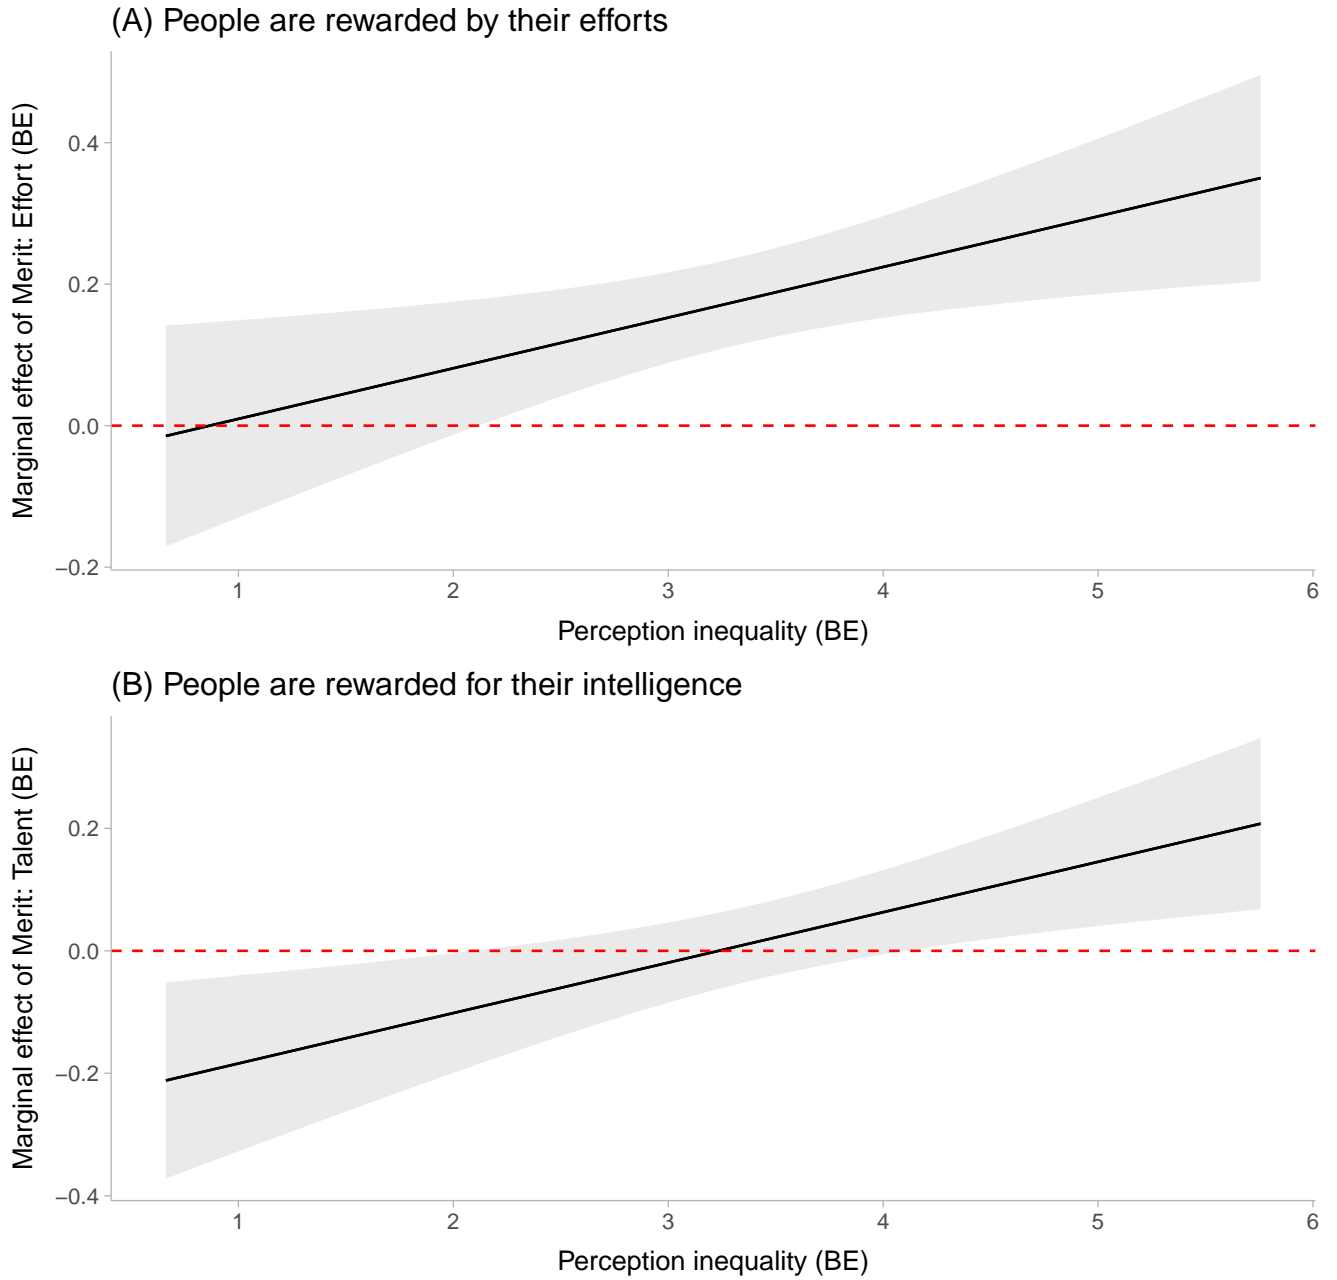 (A) People are rewarded by their efforts
Marginal effect of Merit: Effort (BE)
0.4
0.2
0.0
−0.2
1 2 3 4 5 6
Perception inequality (BE)
(B) People are rewarded for their intelligence
Marginal effect of Merit: Talent (BE)
0.2
0.0
−0.2
−0.4
1 2 3 4 5 6
Perception inequality (BE)